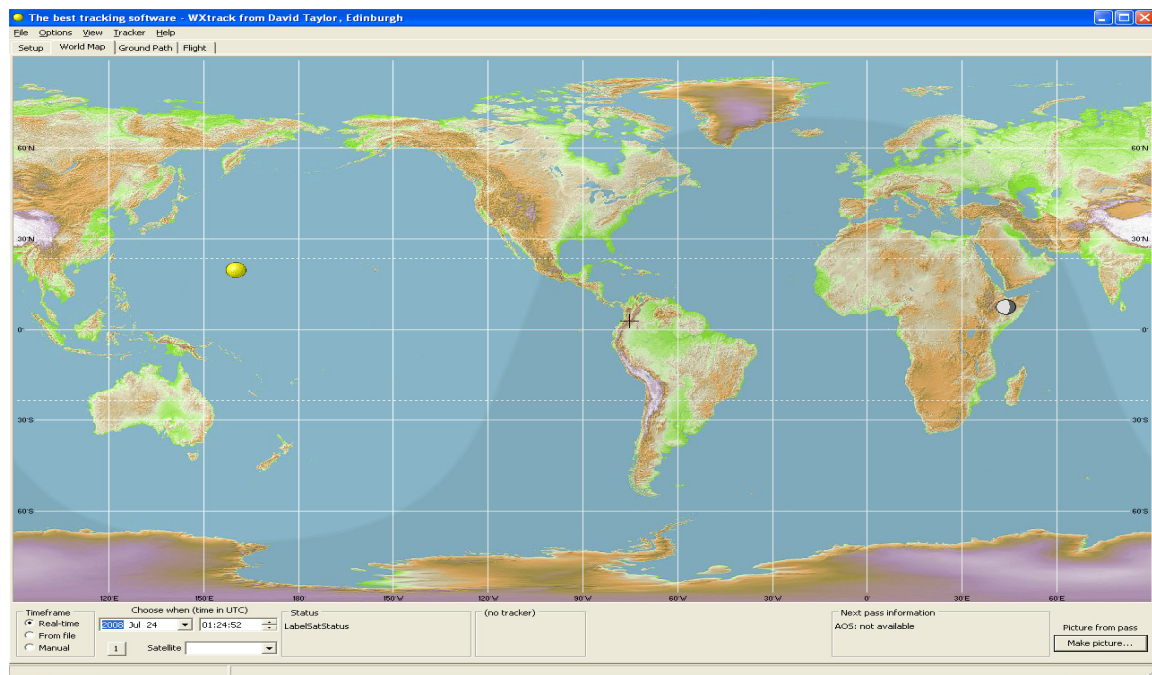 The best tracking software - WXtrack from David Taylor, Edinburgh
File Options View Tracker Help
Setup World Map Ground Path Flight
60'N 60'N
30'N 30'N
0' 0'
30'S 30'S
60'S 60'S
120'E 150'E 180 150'W 120'W 90'W 60'W 30'W 0' 30'E 60'E
Timeframe
Real-time
From file
Manual
Choose when (time in UTC)
2008 Jul 24 01:24:52
1 Satellite
Status
LabelSatStatus
(no tracker)
Next pass information
AOS: not available
Picture from pass
Make picture...